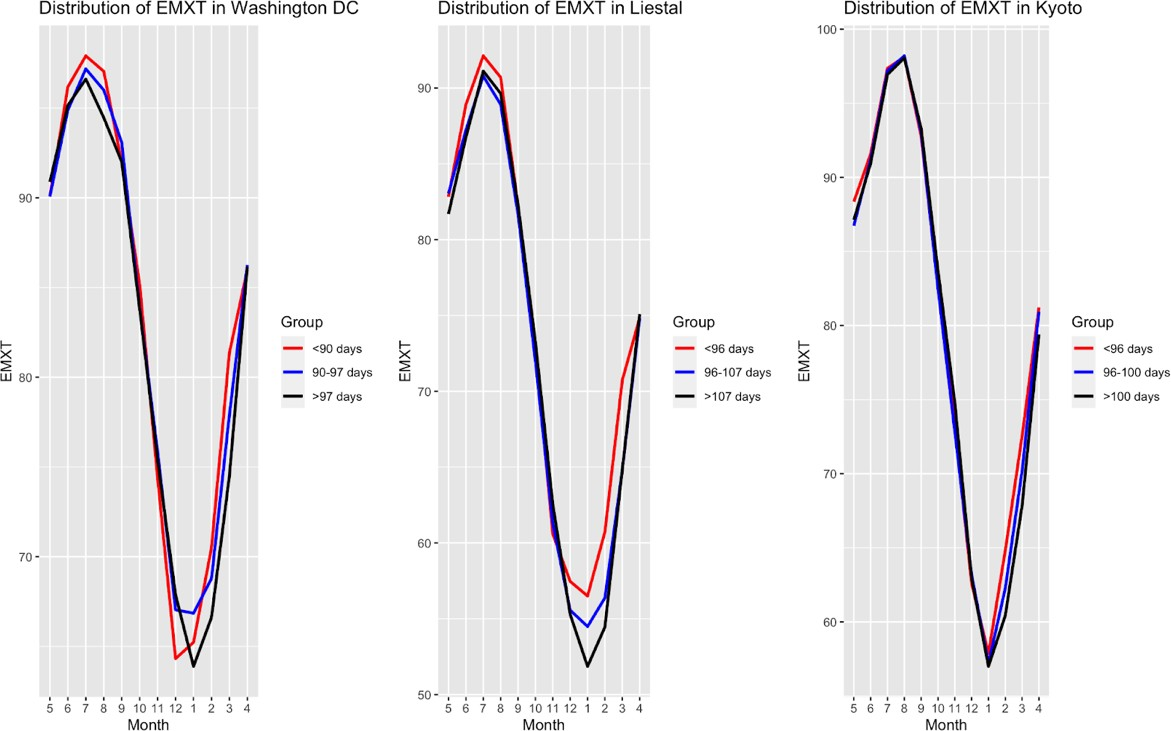 Distribution of EMXT in Washington DC
EMXT
90
80
70
5 6 7 8 9 10 11 12 1 2 3 4
Month
Group
<90 days
90-97 days
>97 days
Distribution of EMXT in Liestal
EMXT
90
80
70
60
50
5 6 7 8 9 10 11 12 1 2 3 4
Month
Group
<96 days
96-107 days
>107 days
Distribution of EMXT in Kyoto
EMXT
100
90
80
70
60
5 6 7 8 9 10 11 12 1 2 3 4
Month
Group
<96 days
96-100 days
>100 days